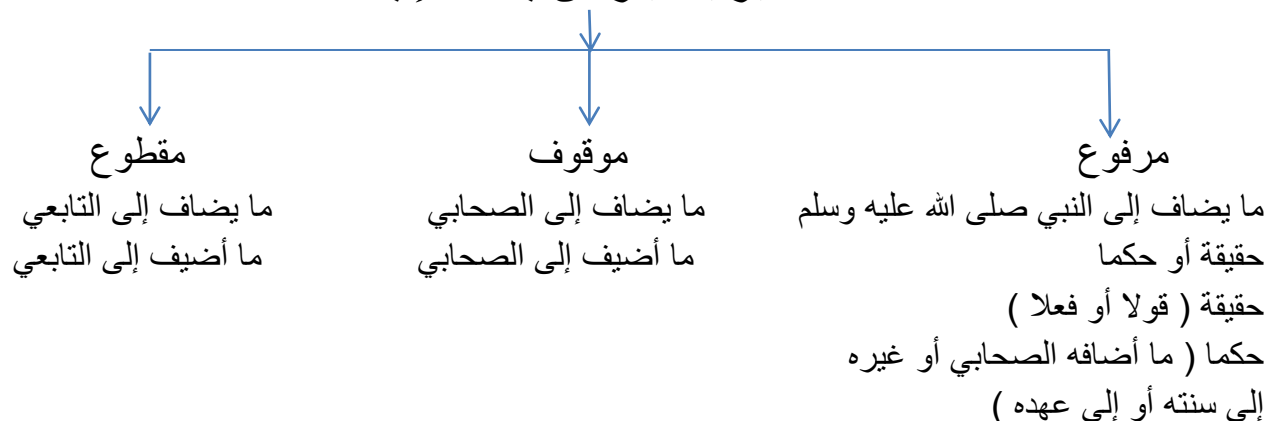 مرفوع
ما يضاف إلى النبي صلى الله عليه وسلم
حقيقة أو حكما
حقيقة ( قولا أو فعلا )
حكما ( ما أضافه الصحابي أو غيره
إلى سنته أو إلى عهده )
موقوف
ما يضاف إلى الصحابي
ما أضيف إلى الصحابي
مقطوع
ما يضاف إلى التابعي
ما أضيف إلى التابعي